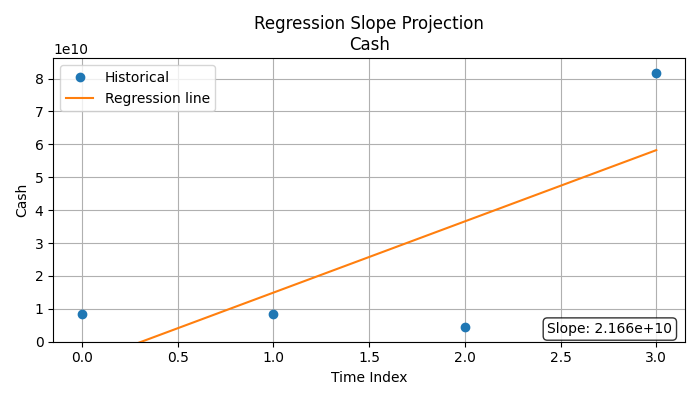 Regression Slope Projection
Cash
1e10
Historical
Regression line
8
7
6
5
4
3
2
1
0
Cash
Slope: 2.166e+10
0.0 0.5 1.0 1.5 2.0 2.5 3.0
Time Index